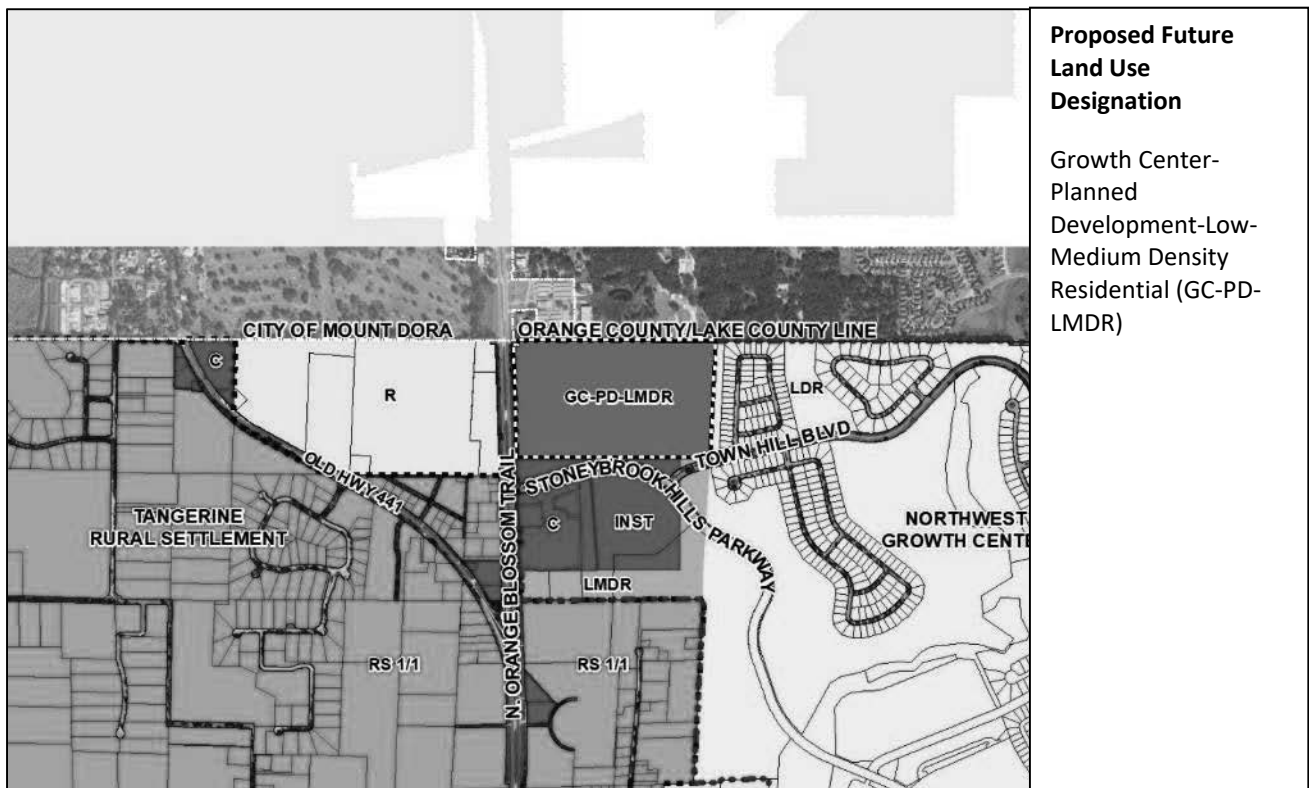 Proposed Future
Land Use
Designation
Growth Center-
Planned
Development-Low-
Medium Density
Residential (GC-PD-
LMDR)
CITY OF MOUNT DORA
ORANGE COUNTY/LAKE COUNTY LINE
C
R
GC-PD-LMDR
LDR
TOWN HILL BLVD
OLD HWY 441
STONEYBROOK HILLS PARKWAY
N. ORANGE BLOSSOM TRAIL
TANGERINE
RURAL SETTLEMENT
C
INST
NORTHWEST
GROWTH CENTE
LMDR
RS 1/1
RS 1/1